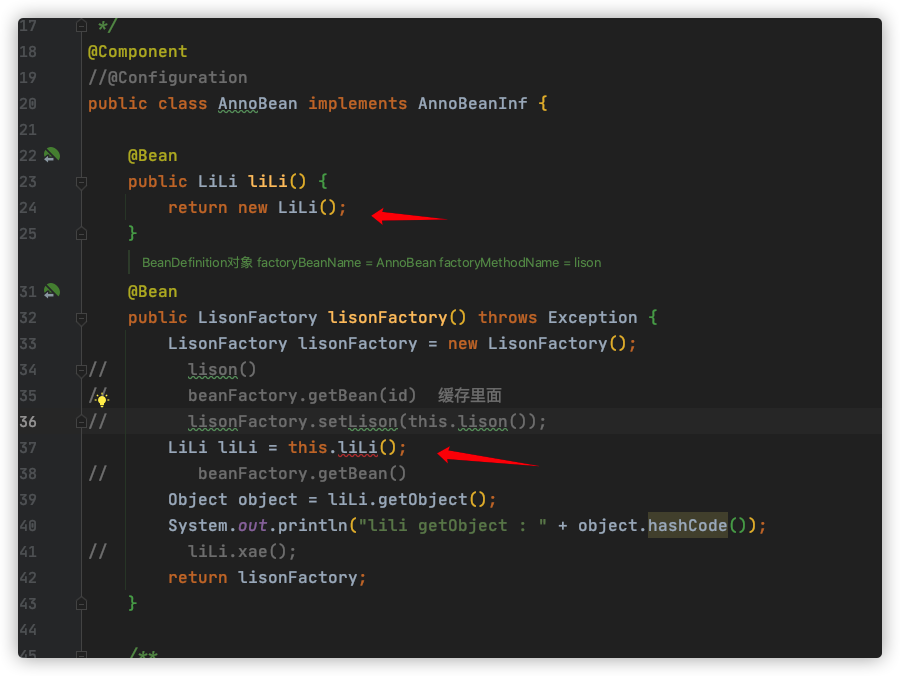 17 */
18 @Component
19 //@Configuration
20 public class AnnoBean implements AnnoBeanInf {
21
22 @Bean
23 public LiLi liLi() {
24 return new LiLi();
25 }
BeanDefinition对象 factoryBeanName = AnnoBean factoryMethodName = lison
31 @Bean
32 public LisonFactory lisonFactory() throws Exception {
33 LisonFactory lisonFactory = new LisonFactory();
34 // lison()
35 // beanFactory.getBean(id) 缓存里面
36 // lisonFactory.setLison(this.lison());
37 LiLi liLi = this.liLi();
38 // beanFactory.getBean()
39 Object object = liLi.getObject();
40 System.out.println("lili getObject : " + object.hashCode());
41 // liLi.xae();
42 return lisonFactory;
43 }
44
45 /**